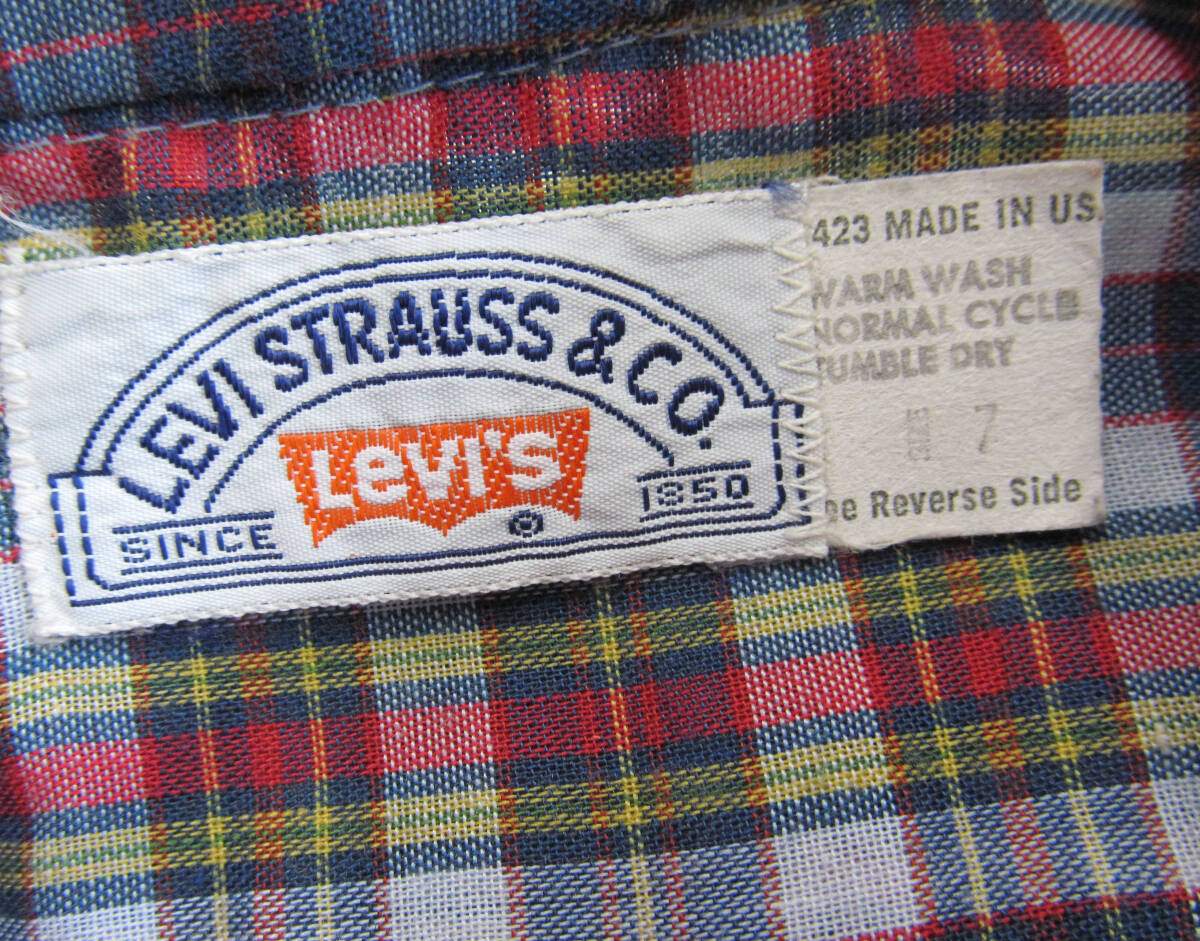 LEVI STRAUSS & CO.
Levi's
®
SINCE 1850
423 MADE IN US
WARM WASH
NORMAL CYCLE
TUMBLE DRY
7
ee Reverse Side